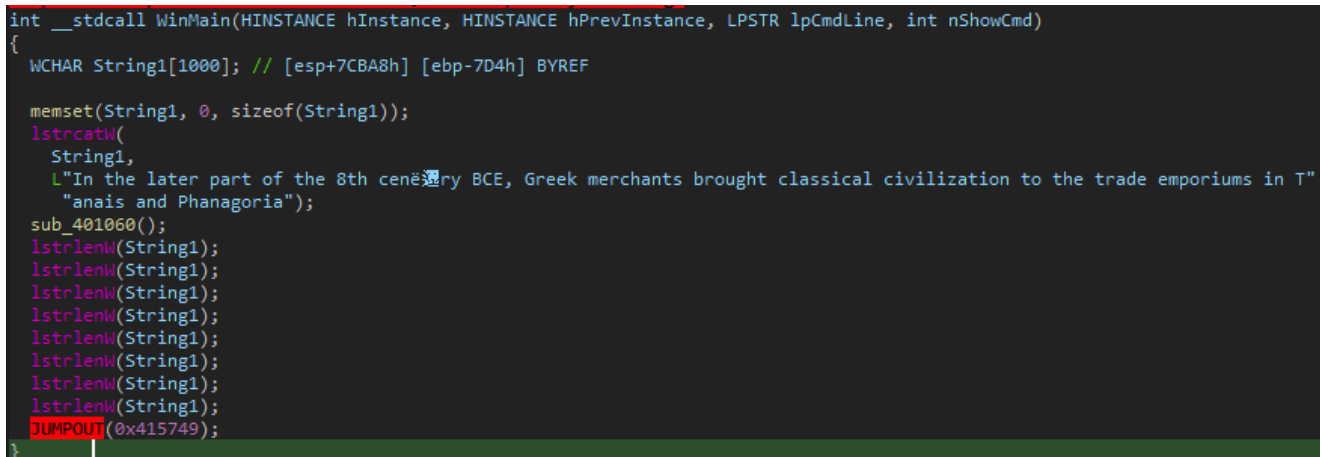 int __stdcall WinMain(HINSTANCE hInstance, HINSTANCE hPrevInstance, LPSTR lpCmdLine, int nShowCmd)
{
WCHAR String1[1000]; // [esp+7CBA8h] [ebp-7D4h] BYREF
memset(String1, 0, sizeof(String1));
lstrcatW(
String1,
L"In the later part of the 8th BCE, Greek merchants brought classical civilization to the trade emporiums in T"
"anais and Phanagoria");
sub_401060();
lstrlenW(String1);
lstrlenW(String1);
lstrlenW(String1);
lstrlenW(String1);
lstrlenW(String1);
lstrlenW(String1);
lstrlenW(String1);
lstrlenW(String1);
JUMPOUT(0x415749);
}